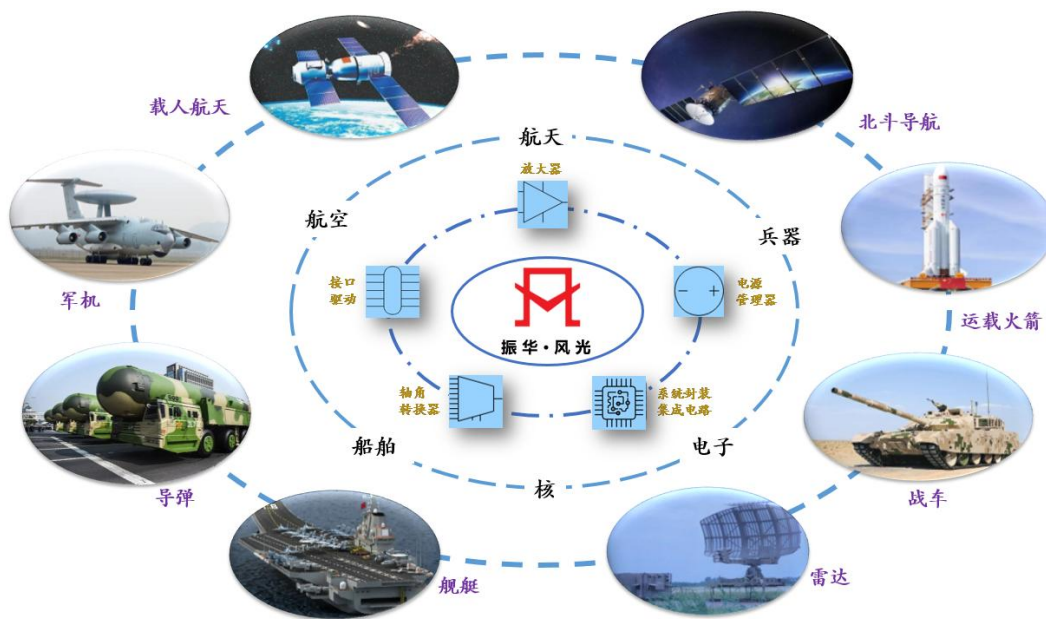 载人航天
北斗导航
航天
放大器
军机
航空
兵器
接口
驱动
电源
管理器
振华·风光
运载火箭
轴角
转换器
系统封装
集成电路
船舶
电子
导弹
核
战车
舰艇
雷达